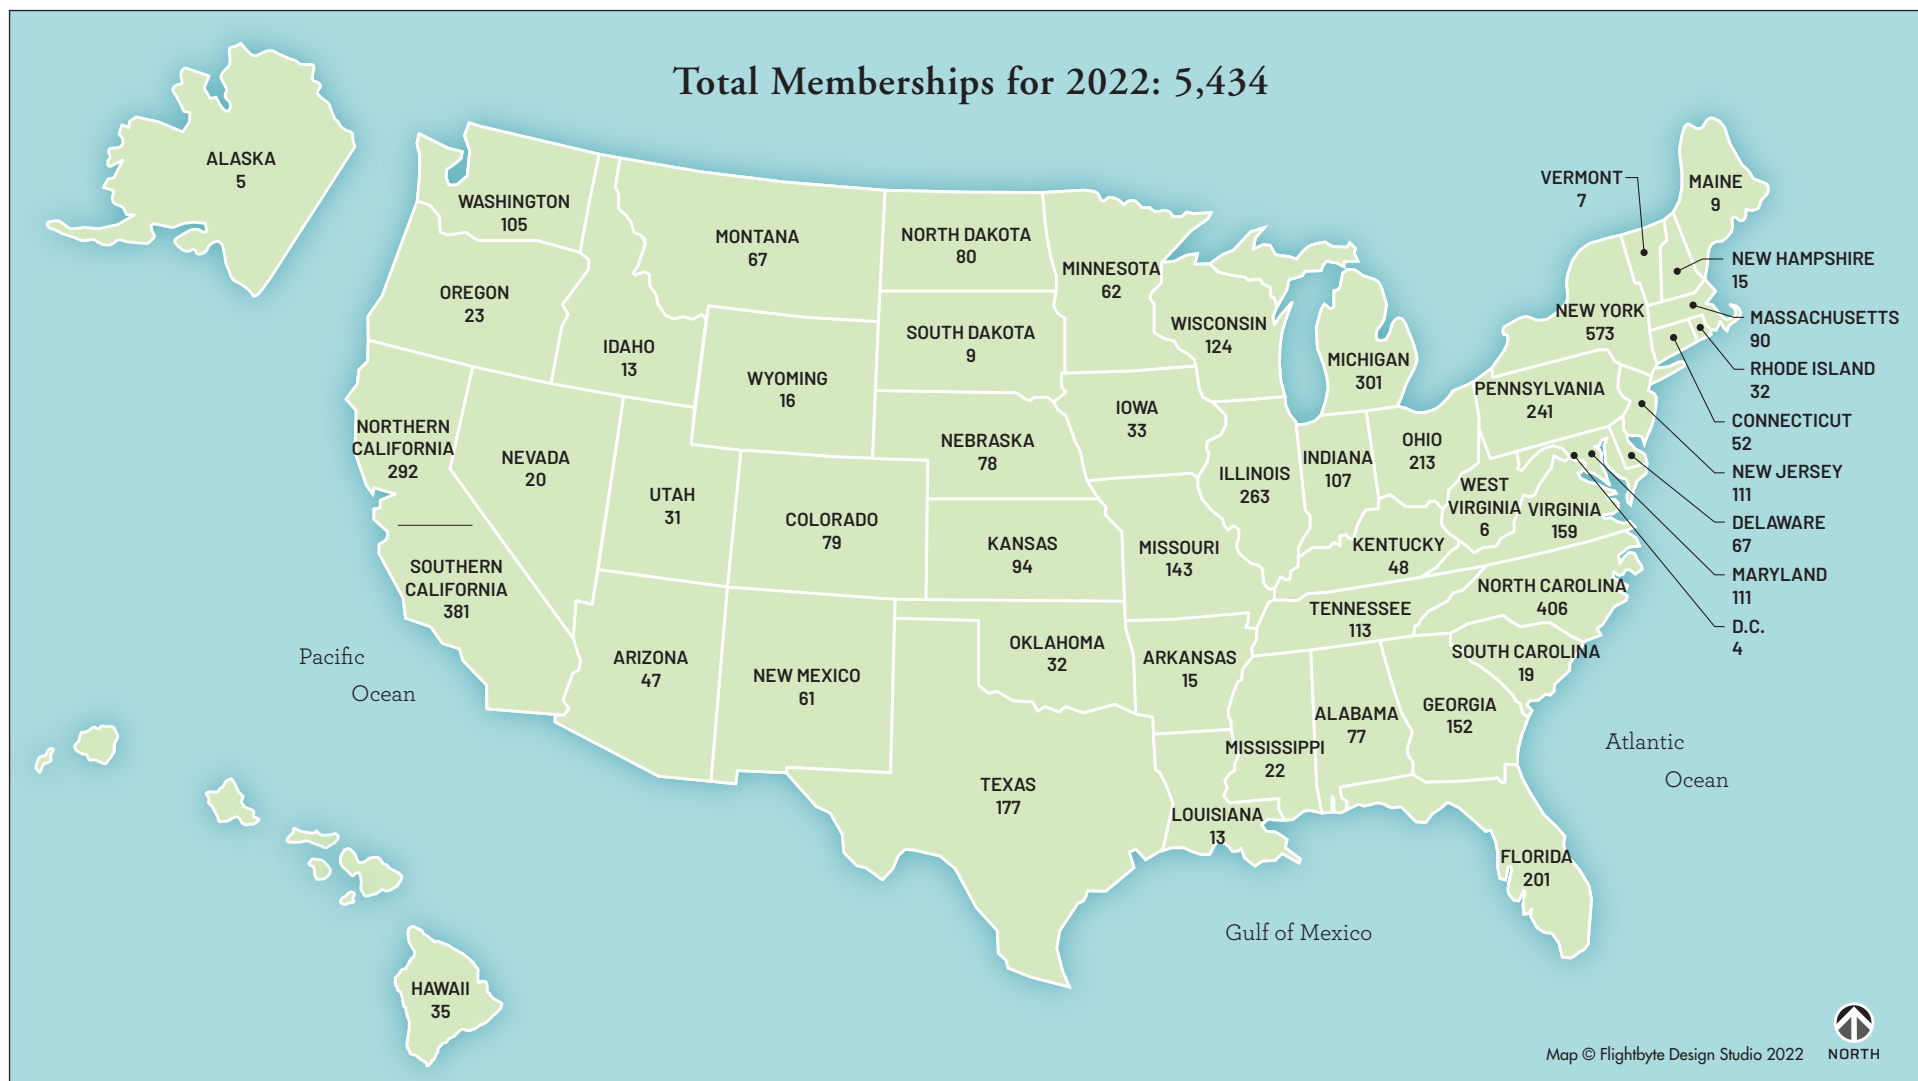 Total Memberships for 2022: 5,434
ALASKA
5
WASHINGTON
105
OREGON
23
IDAHO
13
MONTANA
67
WYOMING
16
NORTH DAKOTA
80
SOUTH DAKOTA
9
NEBRASKA
78
KANSAS
94
MINNESOTA
62
IOWA
33
WISCONSIN
124
MICHIGAN
301
ILLINOIS
263
INDIANA
107
OHIO
213
MISSOURI
143
NORTHERN
CALIFORNIA
292
SOUTHERN
CALIFORNIA
381
NEVADA
20
UTAH
31
COLORADO
79
ARIZONA
47
NEW MEXICO
61
OKLAHOMA
32
TEXAS
177
ARKANSAS
15
LOUISIANA
13
MISSISSIPPI
22
ALABAMA
77
GEORGIA
152
FLORIDA
201
SOUTH CAROLINA
19
NORTH CAROLINA
406
TENNESSEE
113
KENTUCKY
48
WEST
VIRGINIA
6
VIRGINIA
159
PENNSYLVANIA
241
NEW YORK
573
VERMONT
7
MAINE
9
NEW HAMPSHIRE
15
MASSACHUSETTS
90
RHODE ISLAND
32
CONNECTICUT
52
NEW JERSEY
111
DELAWARE
67
MARYLAND
111
D.C.
4
HAWAII
35
Pacific
Ocean
Atlantic
Ocean
Gulf of Mexico
Map © Flightbyte Design Studio 2022
NORTH